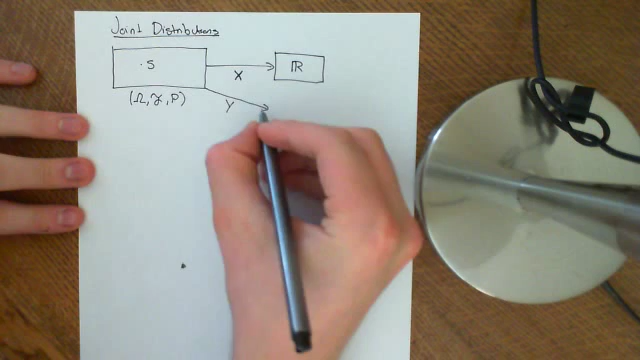 Joint Distributions
· S
X
ℝ
(Ω, ℱ, P)
Y